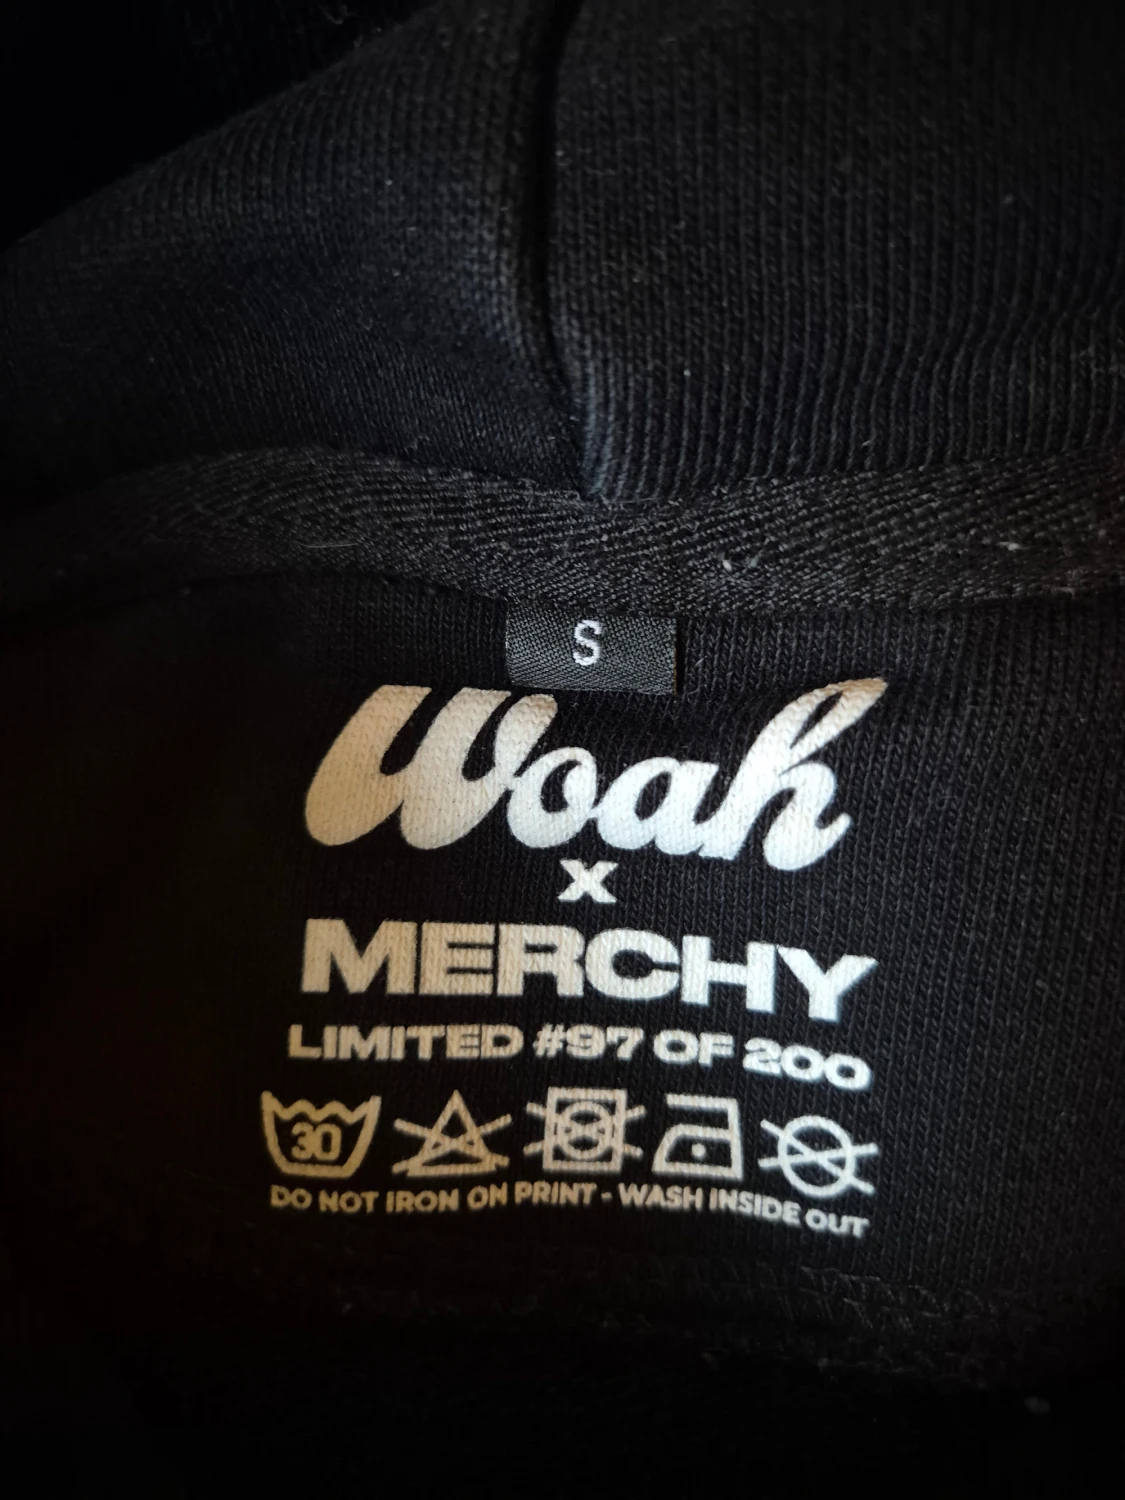 S
Woah
X
MERCHY
LIMITED #97 OF 200
30
DO NOT IRON ON PRINT - WASH INSIDE OUT